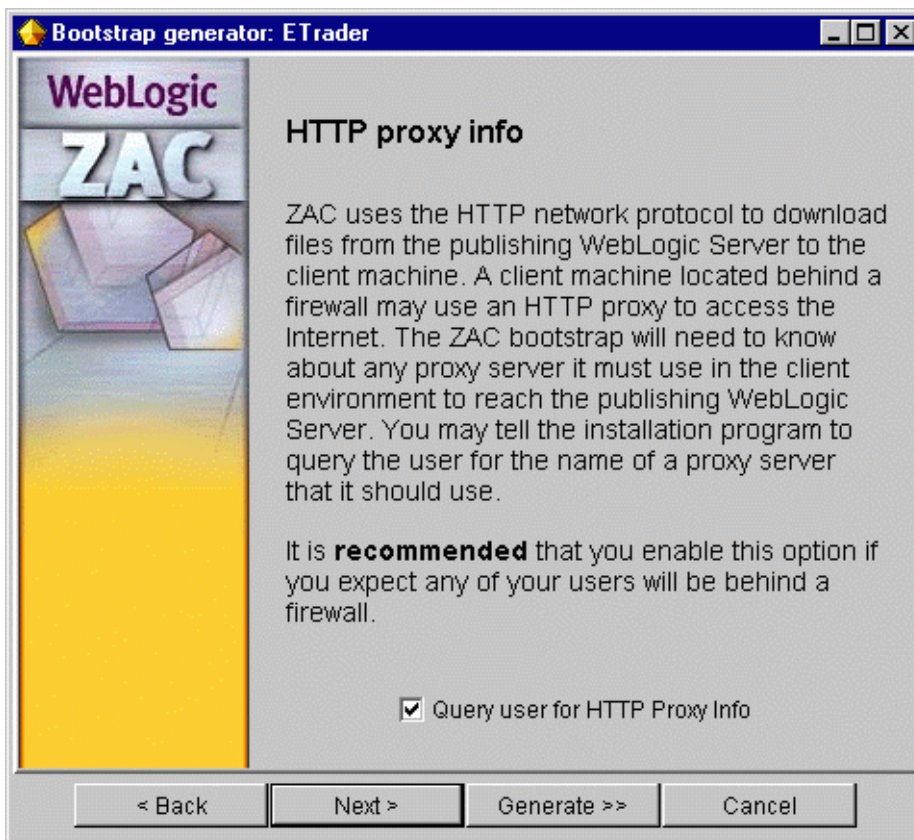 Bootstrap generator: ETrader
WebLogic
ZAC
HTTP proxy info
ZAC uses the HTTP network protocol to download
files from the publishing WebLogic Server to the
client machine. A client machine located behind a
firewall may use an HTTP proxy to access the
Internet. The ZAC bootstrap will need to know
about any proxy server it must use in the client
environment to reach the publishing WebLogic
Server. You may tell the installation program to
query the user for the name of a proxy server
that it should use.
It is recommended that you enable this option if
you expect any of your users will be behind a
firewall.
Query user for HTTP Proxy Info
< Back
Next >
Generate >>
Cancel